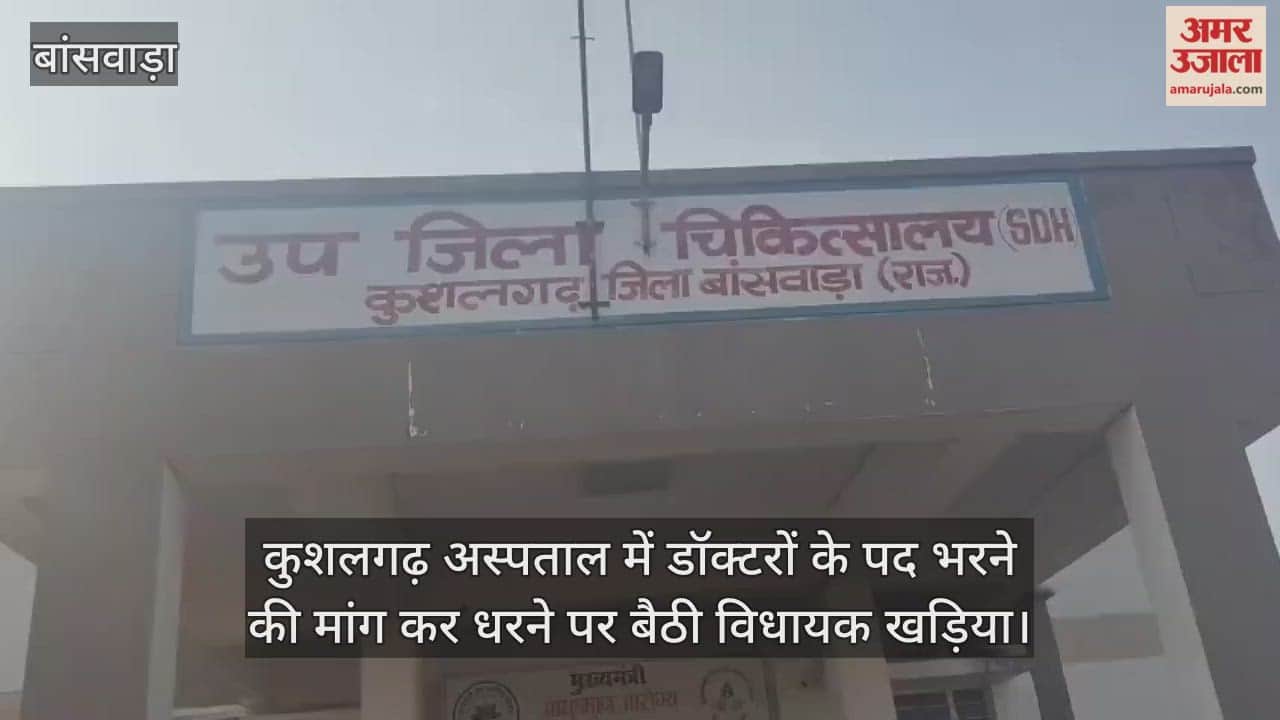 बांसवाड़ा
अमर
उजाला
amarujala.com
उप जिला चिकित्सालय (SDH)
कुशलगढ़ जिला बांसवाड़ा (राज.)
कुशलगढ़ अस्पताल में डॉक्टरों के पद भरने
की मांग कर धरने पर बैठी विधायक खड़िया।
मुख्यमंत्री